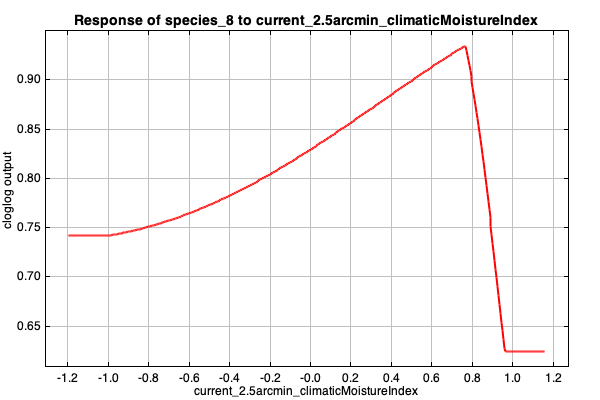 Response of species_8 to current_2.5arcmin_climaticMoistureIndex
cloglog output
0.90
0.85
0.80
0.75
0.70
0.65
-1.2 -1.0 -0.8 -0.6 -0.4 -0.2 -0.0 0.2 0.4 0.6 0.8 1.0 1.2
current_2.5arcmin_climaticMoistureIndex